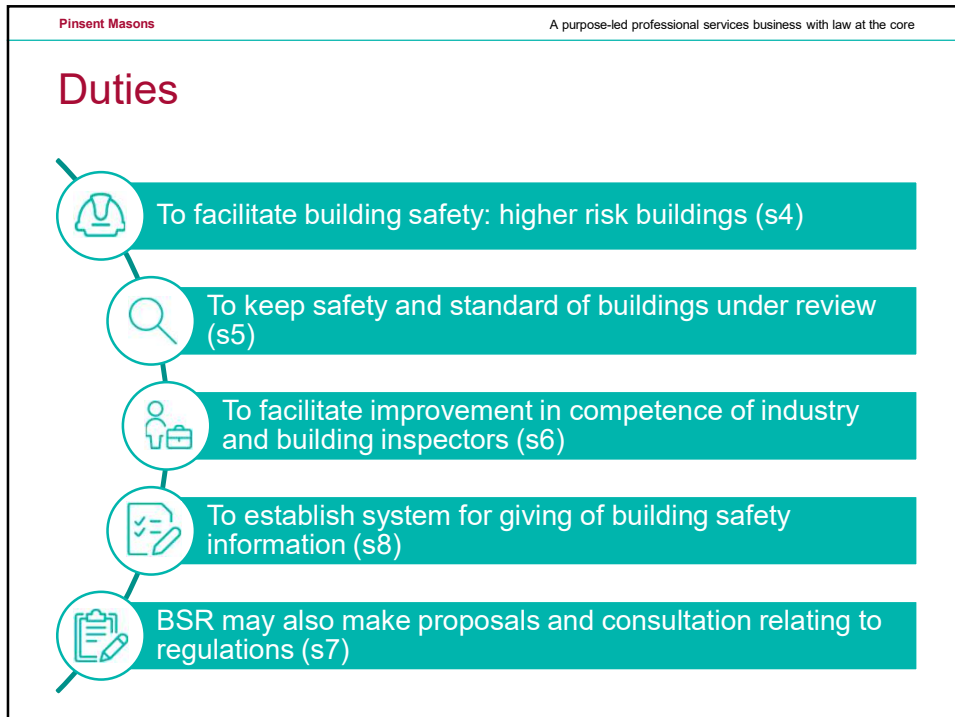 Pinsent Masons
A purpose-led professional services business with law at the core
Duties
To facilitate building safety: higher risk buildings (s4)
To keep safety and standard of buildings under review
(s5)
To facilitate improvement in competence of industry
and building inspectors (s6)
To establish system for giving of building safety
information (s8)
BSR may also make proposals and consultation relating to
regulations (s7)